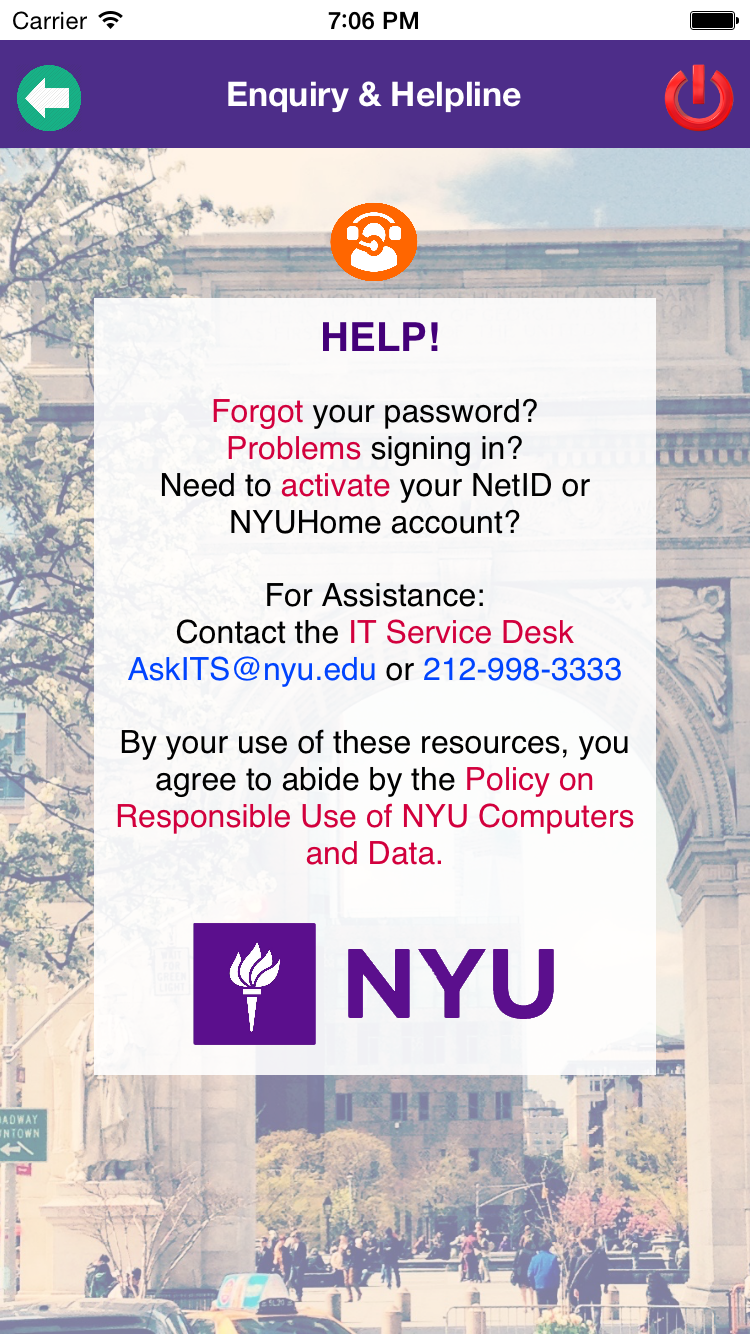 Carrier 7:06 PM
Enquiry & Helpline
HELP!
Forgot your password?
Problems signing in?
Need to activate your NetID or
NYUHome account?
For Assistance:
Contact the IT Service Desk
AskITS@nyu.edu or 212-998-3333
By your use of these resources, you
agree to abide by the Policy on
Responsible Use of NYU Computers
and Data.
NYU